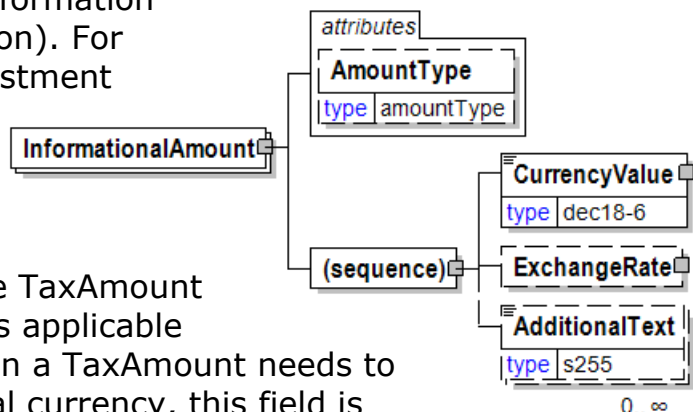 formation
on). For
stment
attributes
AmountType
type amountType
InformationalAmount
CurrencyValue
type dec18-6
(sequence)
ExchangeRate
AdditionalText
type s255
0 ∞
e TaxAmount
s applicable
n a TaxAmount needs to
al currency, this field is